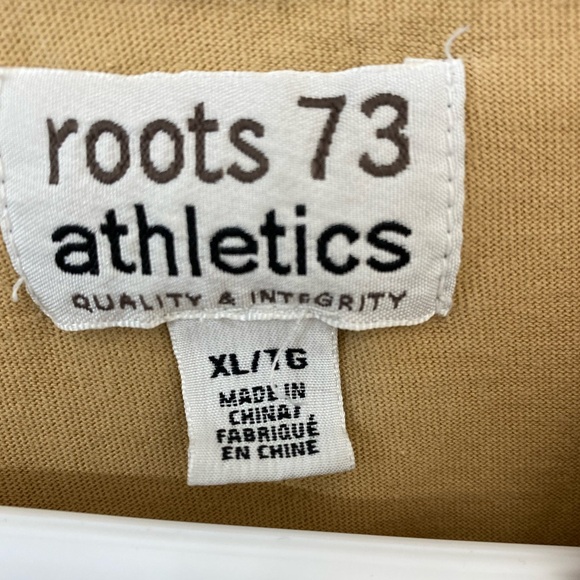 roots 73
athletics
QUALITY & INTEGRITY
XL/TG
MADE IN
CHINA/
FABRIQUÉ
EN CHINE